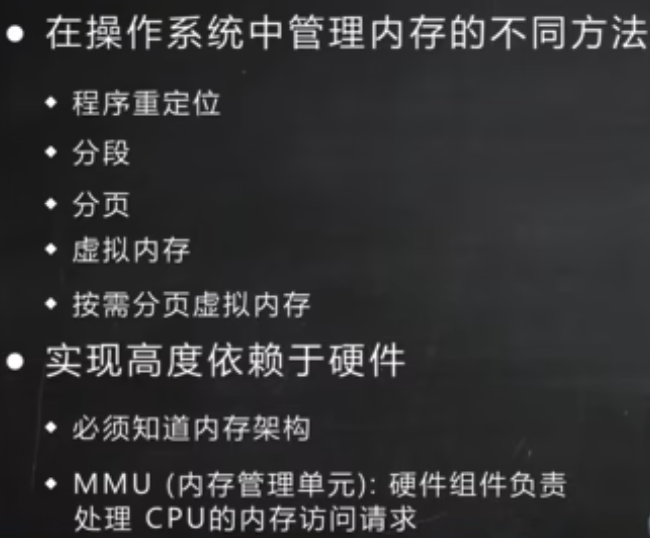 ● 在操作系统中管理内存的不同方法
◆ 程序重定位
◆ 分段
◆ 分页
◆ 虚拟内存
◆ 按需分页虚拟内存
● 实现高度依赖于硬件
◆ 必须知道内存架构
◆ MMU (内存管理单元): 硬件组件负责
处理 CPU的内存访问请求